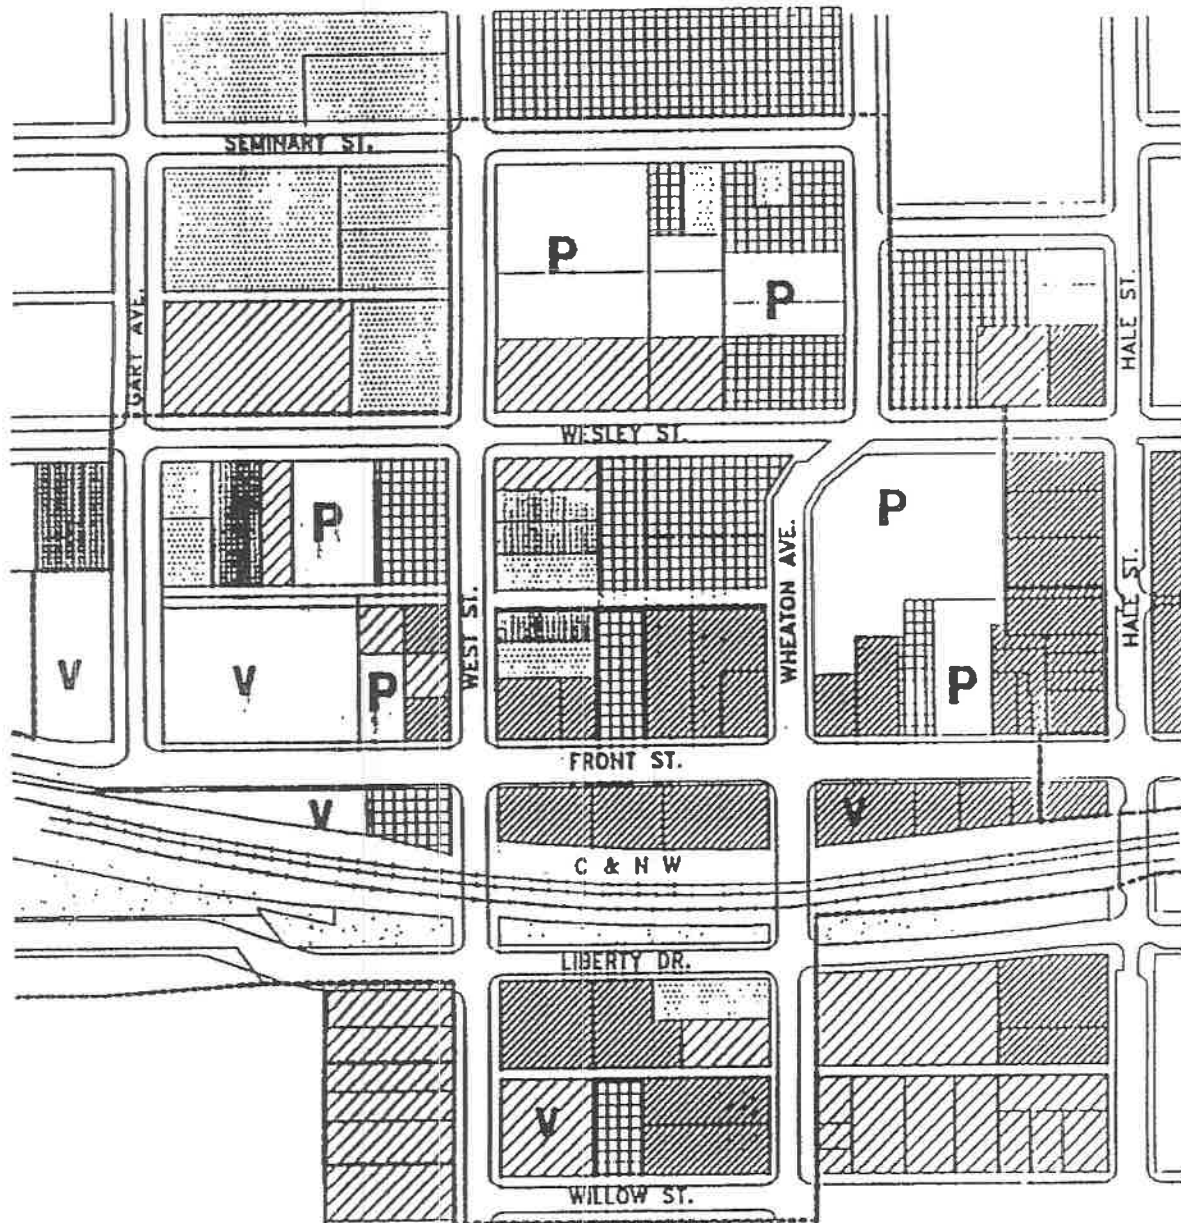 SEMINARY ST.
P
P
GARY AVE.
HALE ST.
WESLEY ST.
P
P
WHEATON AVE.
WEST ST.
HALE ST.
V
V
P
P
FRONT ST.
V
V
C & N W
LIBERTY DR.
V
WILLOW ST.